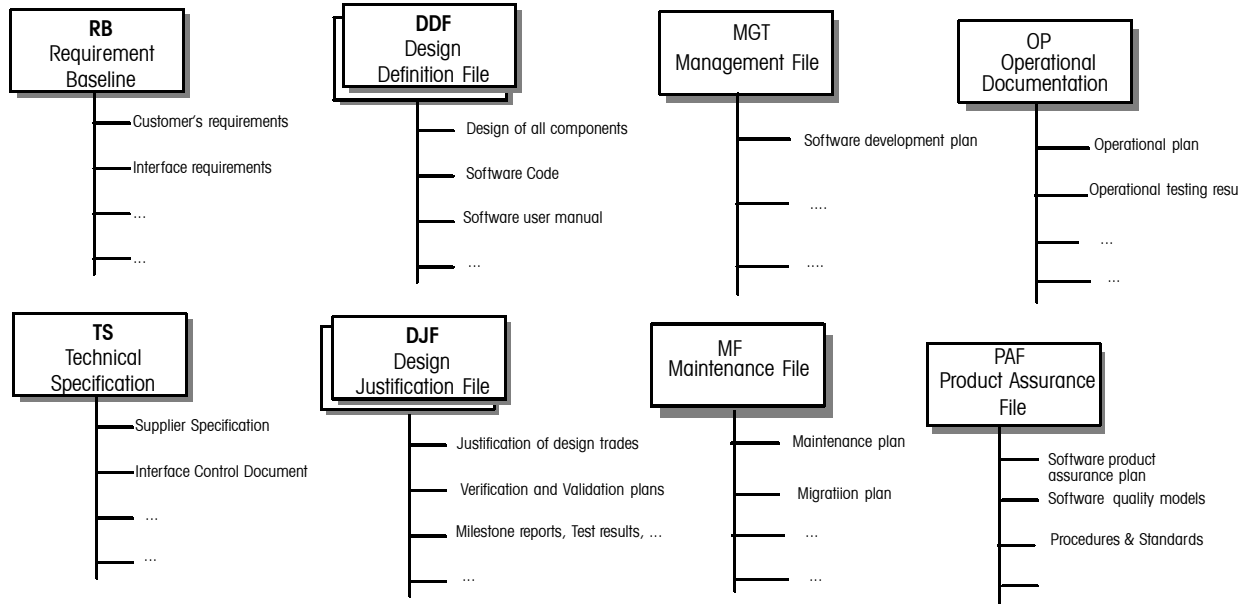 RB
Requirement
Baseline
Customer's requirements
Interface requirements
...
...
DDF
Design
Definition File
Design of all components
Software Code
Software user manual
...
MGT
Management File
Software development plan
....
....
OP
Operational
Documentation
Operational plan
Operational testing resu
...
...
TS
Technical
Specification
Supplier Specification
Interface Control Document
...
...
DJF
Design
Justification File
Justification of design trades
Verification and Validation plans
Milestone reports, Test results, ...
...
MF
Maintenance File
Maintenance plan
Migratiion plan
...
...
PAF
Product Assurance
File
Software product
assurance plan
Software quality models
Procedures & Standards